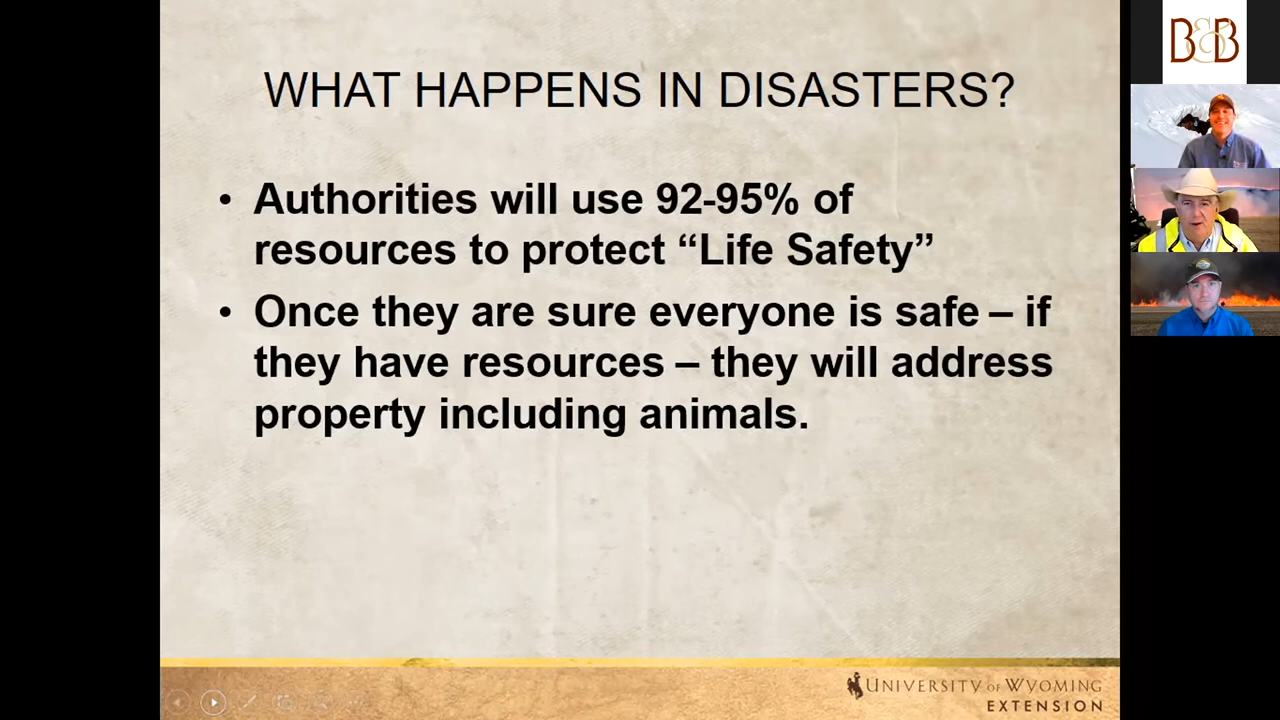 WHAT HAPPENS IN DISASTERS?
• Authorities will use 92-95% of
resources to protect “Life Safety”
• Once they are sure everyone is safe – if
they have resources – they will address
property including animals.
UNIVERSITY OF WYOMING
EXTENSION
B&B